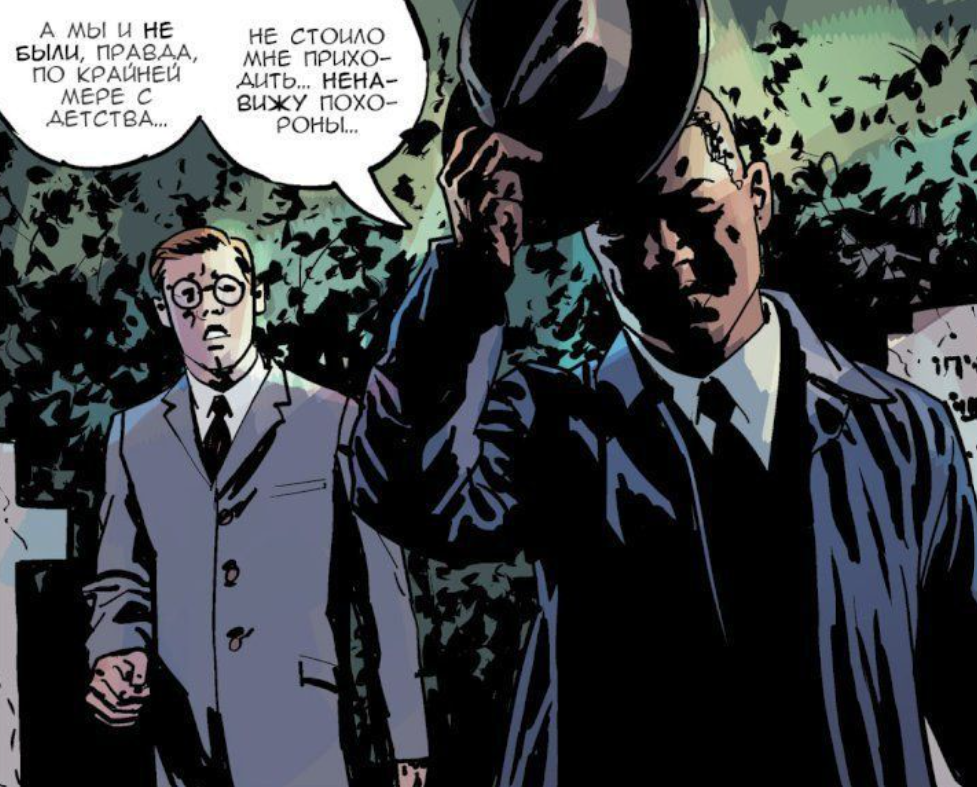 А МЫ И НЕ
БЫЛИ, ПРАВДА,
ПО КРАЙНЕЙ
МЕРЕ С
ДЕТСТВА...
НЕ СТОИЛО
МНЕ ПРИХО-
ДИТЬ... НЕНА-
ВИЖУ ПОХО-
РОНЫ...